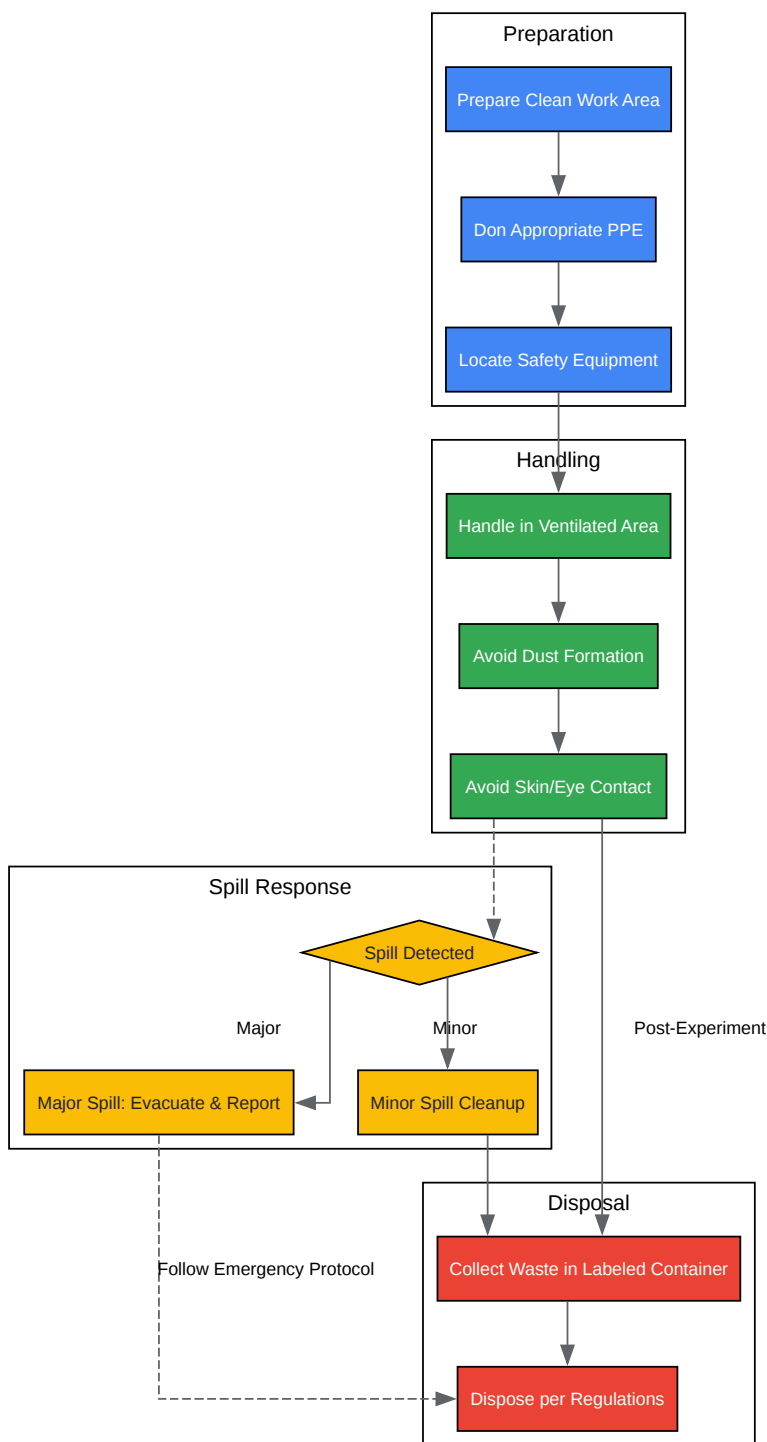 Preparation
Prepare Clean Work Area
Don Appropriate PPE
Locate Safety Equipment
Handling
Handle in Ventilated Area
Avoid Dust Formation
Avoid Skin/Eye Contact
Spill Response
Spill Detected
Major
Minor
Post-Experiment
Major Spill: Evacuate & Report
Minor Spill Cleanup
Disposal
Follow Emergency Protocol
Collect Waste in Labeled Container
Dispose per Regulations